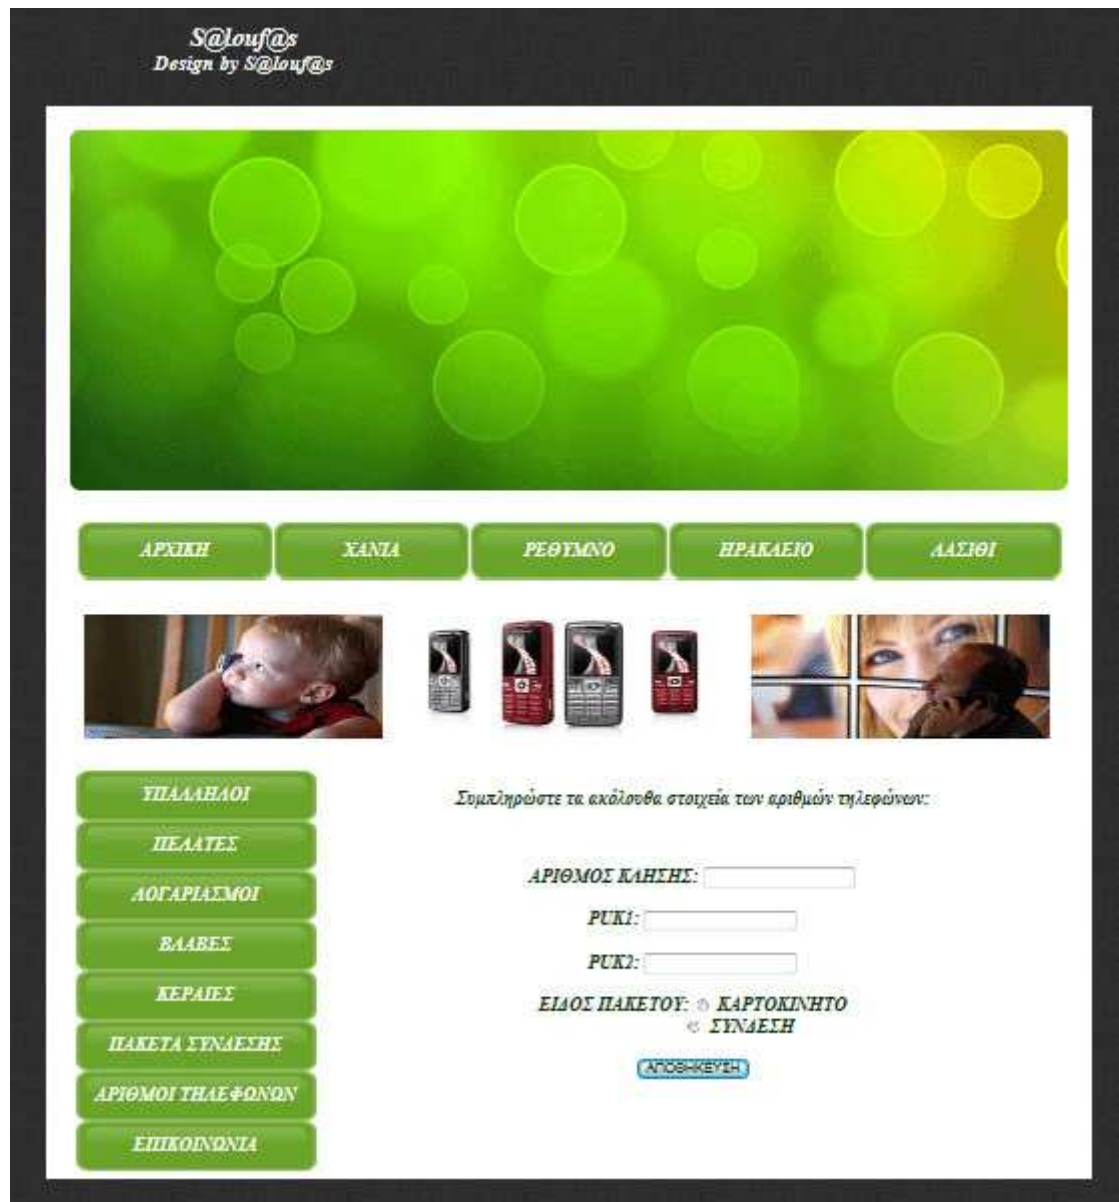 S@louf@s
Design by S@louf@s
ΑΡΧΙΚΗ ΧΑΝΙΑ ΡΕΘΥΜΝΟ ΗΡΑΚΛΕΙΟ ΛΑΣΙΘΙ
ΥΠΑΛΛΗΛΟΙ
ΠΕΛΑΤΕΣ
ΛΟΓΑΡΙΑΣΜΟΙ
ΒΛΑΒΕΣ
ΚΕΡΑΙΕΣ
ΠΑΚΕΤΑ ΣΥΝΔΕΣΗΣ
ΑΡΙΘΜΟΙ ΤΗΛΕΦΩΝΩΝ
ΕΠΙΚΟΙΝΩΝΙΑ
Συμπληρώστε τα ακόλουθα στοιχεία των αριθμών τηλεφώνων:
ΑΡΙΘΜΟΣ ΚΛΗΣΗΣ:
PUK1:
PUK2:
ΕΙΔΟΣ ΠΑΚΕΤΟΥ: ΚΑΡΤΟΚΙΝΗΤΟ
ΣΥΝΔΕΣΗ
ΑΠΟΘΗΚΕΥΣΗ